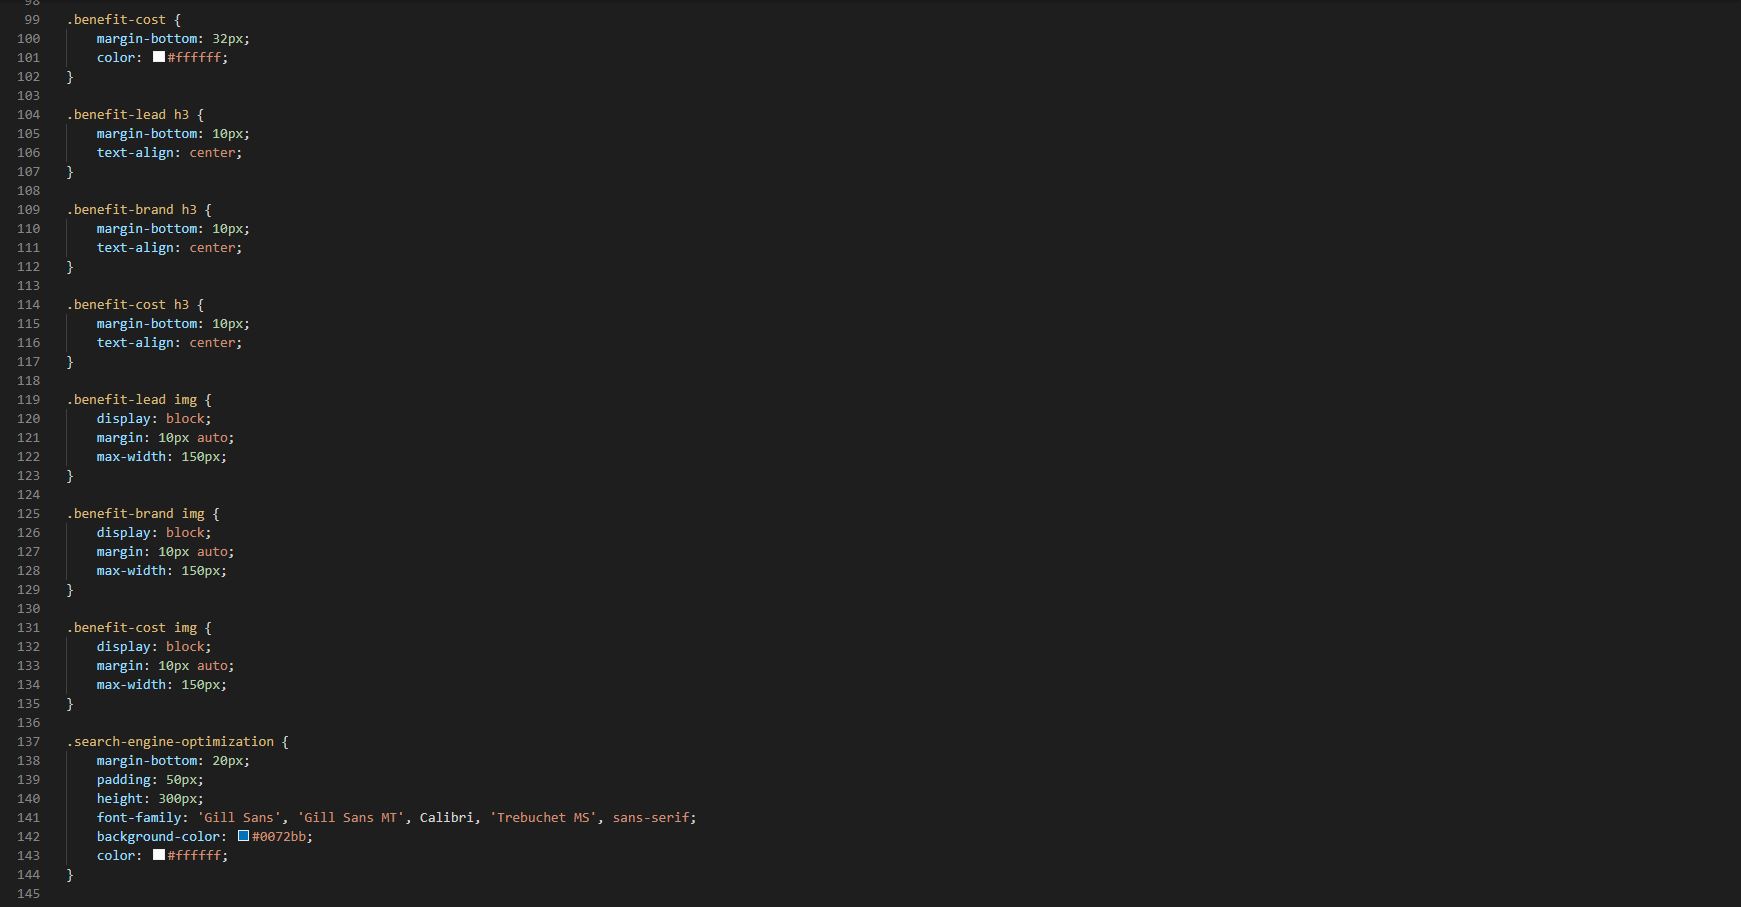 98
99 .benefit-cost {
100 margin-bottom: 32px;
101 color: #ffffff;
102 }
103
104 .benefit-lead h3 {
105 margin-bottom: 10px;
106 text-align: center;
107 }
108
109 .benefit-brand h3 {
110 margin-bottom: 10px;
111 text-align: center;
112 }
113
114 .benefit-cost h3 {
115 margin-bottom: 10px;
116 text-align: center;
117 }
118
119 .benefit-lead img {
120 display: block;
121 margin: 10px auto;
122 max-width: 150px;
123 }
124
125 .benefit-brand img {
126 display: block;
127 margin: 10px auto;
128 max-width: 150px;
129 }
130
131 .benefit-cost img {
132 display: block;
133 margin: 10px auto;
134 max-width: 150px;
135 }
136
137 .search-engine-optimization {
138 margin-bottom: 20px;
139 padding: 50px;
140 height: 300px;
141 font-family: 'Gill Sans', 'Gill Sans MT', Calibri, 'Trebuchet MS', sans-serif;
142 background-color: #0072bb;
143 color: #ffffff;
144 }
145